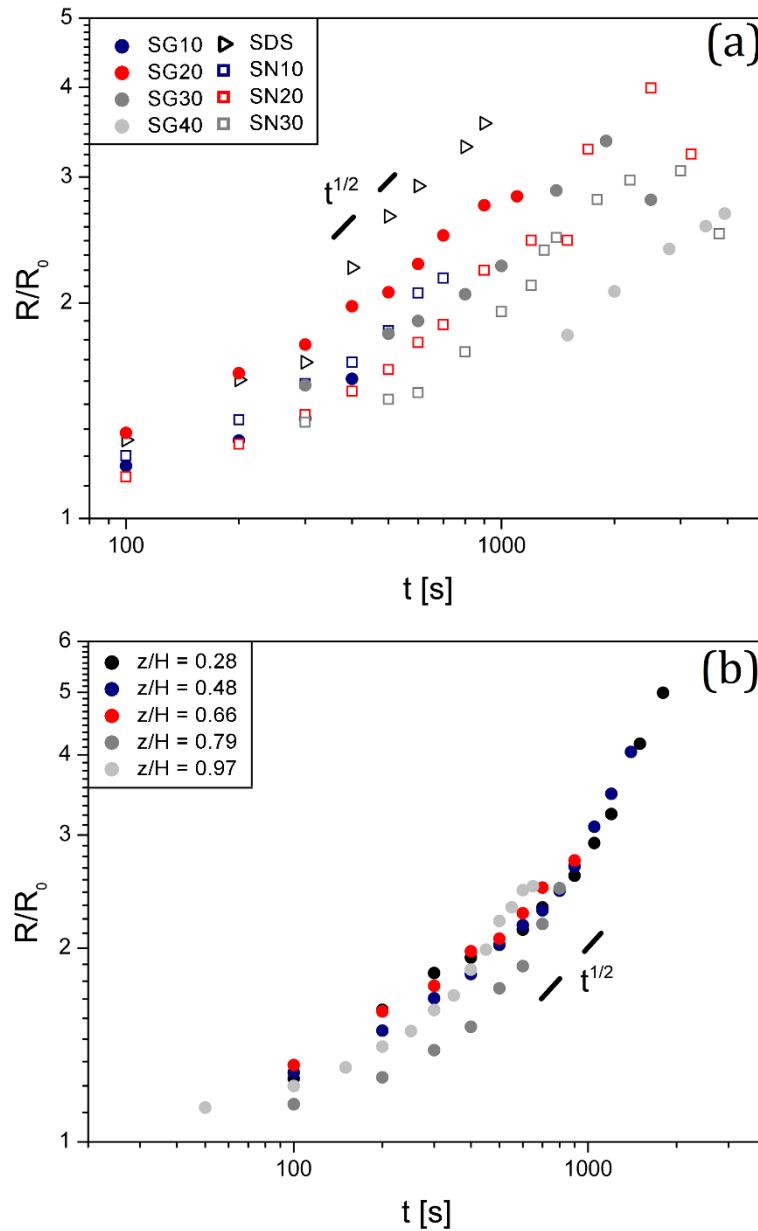 (a)
SG10 SDS
SG20 SN10
SG30 SN20
SG40 SN30
5
4
3
2
1
t^1/2
R/R₀
100 1000
t [s]
(b)
z/H = 0.28
z/H = 0.48
z/H = 0.66
z/H = 0.79
z/H = 0.97
6
5
4
3
2
1
t^1/2
R/R₀
100 1000
t [s]